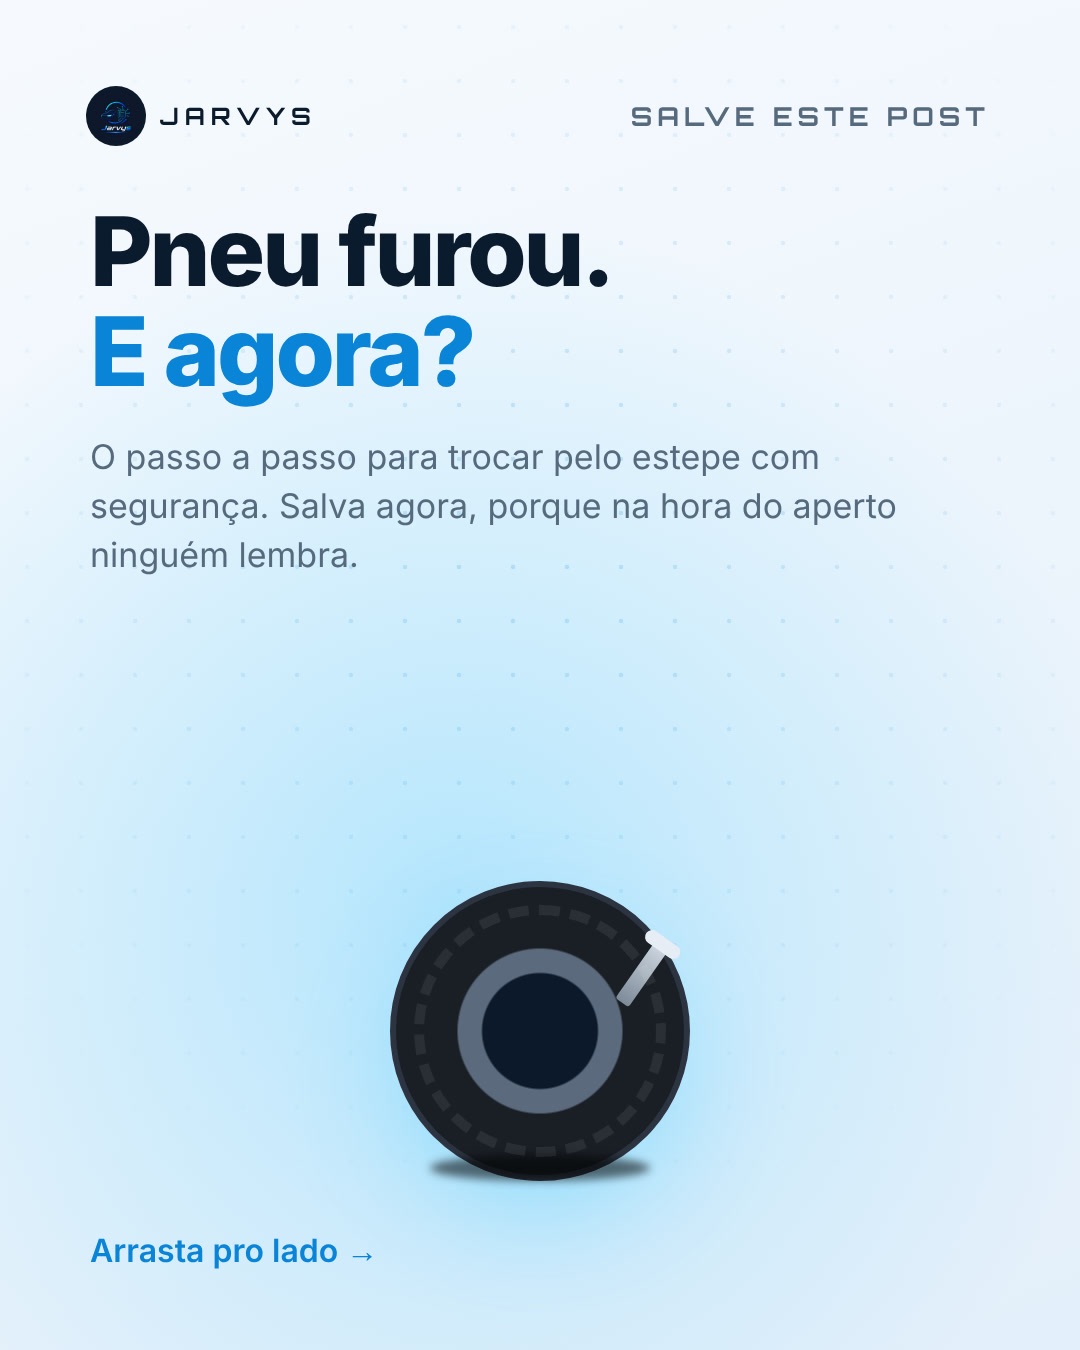 Jarvys
JARVYS
SALVE ESTE POST
Pneu furou.
E agora?
O passo a passo para trocar pelo estepe com
segurança. Salva agora, porque na hora do aperto
ninguém lembra.
Arrasta pro lado →